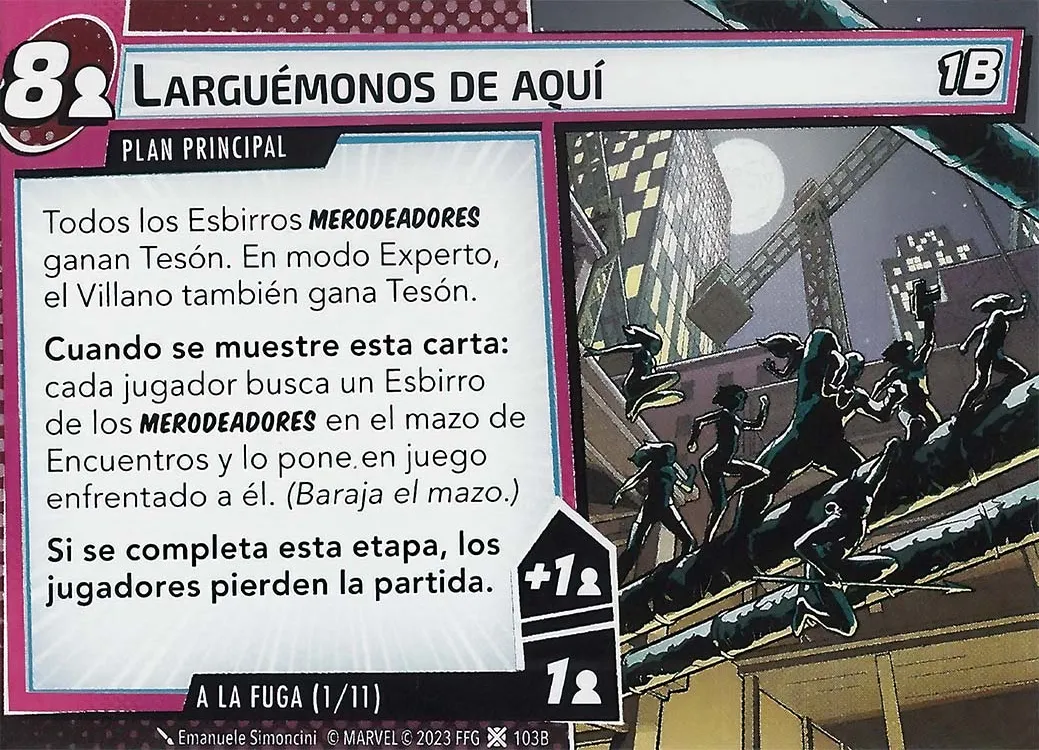 8
LARGUÉMONOS DE AQUÍ
1B
PLAN PRINCIPAL
Todos los Esbirros MERODEADORES
ganan Tesón. En modo Experto,
el Villano también gana Tesón.
Cuando se muestre esta carta:
cada jugador busca un Esbirro
de los MERODEADORES en el mazo de
Encuentros y lo pone en juego
enfrentado a él. (Baraja el mazo.)
Si se completa esta etapa, los
jugadores pierden la partida.
+1
1
A LA FUGA (1/11)
Emanuele Simoncini © MARVEL © 2023 FFG 103B